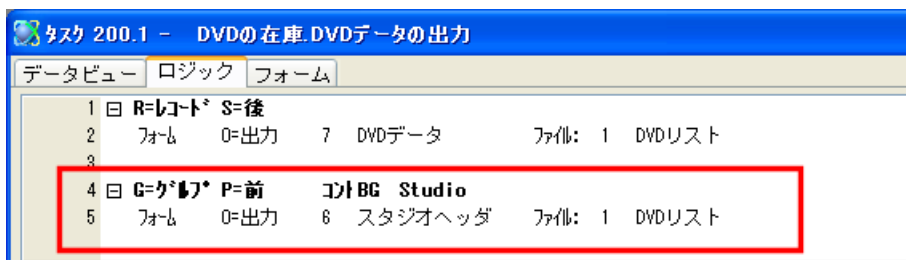 タスク 200.1 - DVDの在庫.DVDデータの出力
データビュー ロジック フォーム
1 R=レコード S=後
2 フォーム O=出力 7 DVDデータ ファイル: 1 DVDリスト
3
4 G=グループ P=前 コントBG Studio
5 フォーム O=出力 6 スタジオヘッダ ファイル: 1 DVDリスト